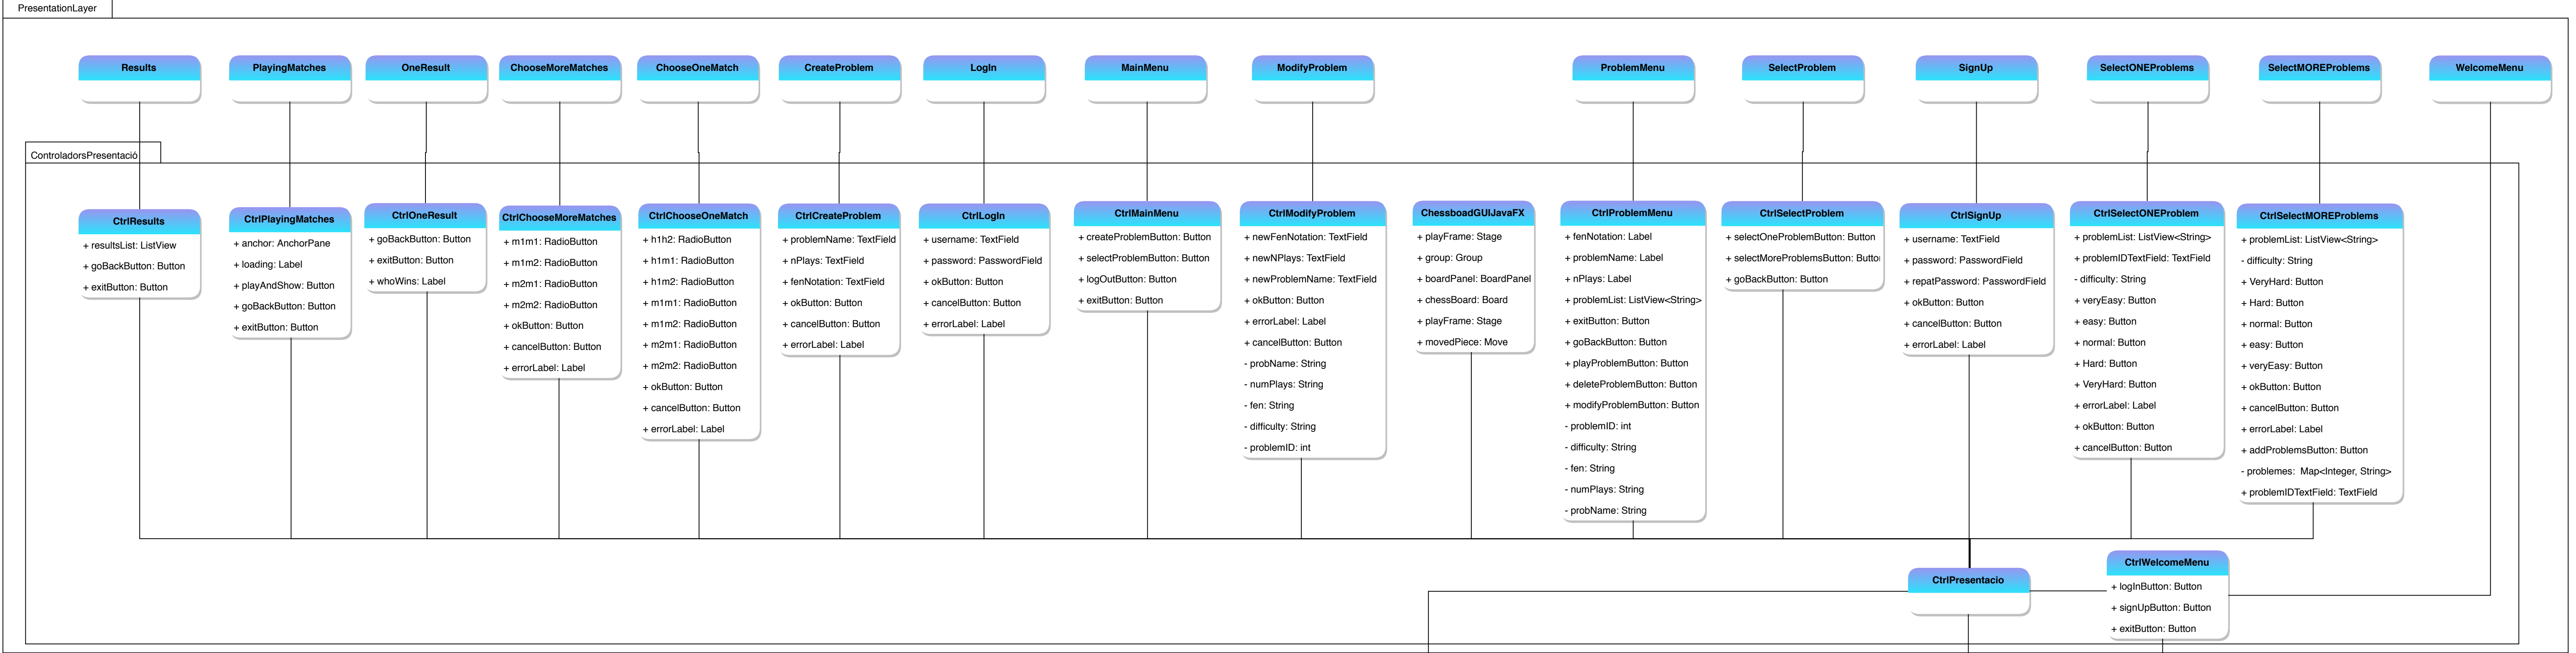 PresentationLayer
Results
PlayingMatches
OneResult
ChooseMoreMatches
ChooseOneMatch
CreateProblem
LogIn
MainMenu
ModifyProblem
ProblemMenu
SelectProblem
SignUp
SelectONEProblems
SelectMOREProblems
WelcomeMenu
ControladorsPresentació
CtrlResults
+ resultsList: ListView
+ goBackButton: Button
+ exitButton: Button
CtrlPlayingMatches
+ anchor: AnchorPane
+ loading: Label
+ playAndShow: Button
+ goBackButton: Button
+ exitButton: Button
CtrlOneResult
+ goBackButton: Button
+ exitButton: Button
+ whoWins: Label
CtrlChooseMoreMatches
+ m1m1: RadioButton
+ m1m2: RadioButton
+ m2m1: RadioButton
+ m2m2: RadioButton
+ okButton: Button
+ cancelButton: Button
+ errorLabel: Label
CtrlChooseOneMatch
+ h1h2: RadioButton
+ h1m1: RadioButton
+ h1m2: RadioButton
+ m1m1: RadioButton
+ m1m2: RadioButton
+ m2m1: RadioButton
+ m2m2: RadioButton
+ okButton: Button
+ cancelButton: Button
+ errorLabel: Label
CtrlCreateProblem
+ problemName: TextField
+ nPlays: TextField
+ fenNotation: TextField
+ okButton: Button
+ cancelButton: Button
+ errorLabel: Label
CtrlLogIn
+ username: TextField
+ password: PasswordField
+ okButton: Button
+ cancelButton: Button
+ errorLabel: Label
CtrlMainMenu
+ createProblemButton: Button
+ selectProblemButton: Button
+ logOutButton: Button
+ exitButton: Button
CtrlModifyProblem
+ newFenNotation: TextField
+ newNPlays: TextField
+ newProblemName: TextField
+ okButton: Button
+ errorLabel: Label
+ cancelButton: Button
- probName: String
- numPlays: String
- fen: String
- difficulty: String
- problemID: int
ChessboadGUIJavaFX
+ playFrame: Stage
+ group: Group
+ boardPanel: BoardPanel
+ chessBoard: Board
+ playFrame: Stage
+ movedPiece: Move
CtrlProblemMenu
+ fenNotation: Label
+ problemName: Label
+ nPlays: Label
+ problemList: ListView<String>
+ exitButton: Button
+ goBackButton: Button
+ playProblemButton: Button
+ deleteProblemButton: Button
+ modifyProblemButton: Button
- problemID: int
- difficulty: String
- fen: String
- numPlays: String
- probName: String
CtrlSelectProblem
+ selectOneProblemButton: Button
+ selectMoreProblemsButton: Butto
+ goBackButton: Button
CtrlSignUp
+ username: TextField
+ password: PasswordField
+ repatPassword: PasswordField
+ okButton: Button
+ cancelButton: Button
+ errorLabel: Label
CtrlSelectONEProblem
+ problemList: ListView<String>
+ problemIDTextField: TextField
- difficulty: String
+ veryEasy: Button
+ easy: Button
+ normal: Button
+ Hard: Button
+ VeryHard: Button
+ errorLabel: Label
+ okButton: Button
+ cancelButton: Button
CtrlSelectMOREProblems
+ problemList: ListView<String>
- difficulty: String
+ VeryHard: Button
+ Hard: Button
+ normal: Button
+ easy: Button
+ veryEasy: Button
+ okButton: Button
+ cancelButton: Button
+ errorLabel: Label
+ addProblemsButton: Button
- problemes: Map<Integer, String>
+ problemIDTextField: TextField
CtrlPresentacio
CtrlWelcomeMenu
+ logInButton: Button
+ signUpButton: Button
+ exitButton: Button